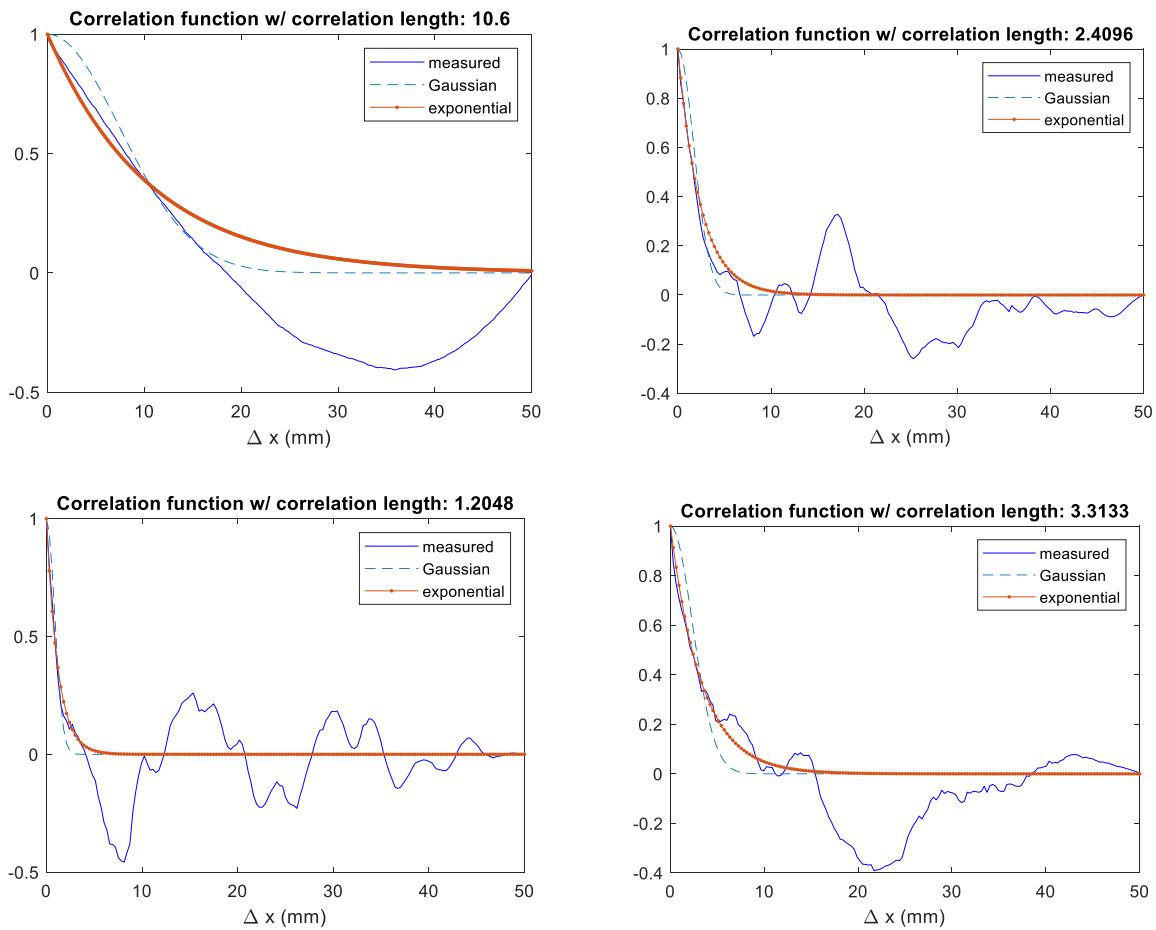 Correlation function w/ correlation length: 10.6
1
0.5
0
-0.5
0 10 20 30 40 50
Δ x (mm)
measured
Gaussian
exponential
Correlation function w/ correlation length: 2.4096
1
0.8
0.6
0.4
0.2
0
-0.2
-0.4
0 10 20 30 40 50
Δ x (mm)
measured
Gaussian
exponential
Correlation function w/ correlation length: 1.2048
1
0.5
0
-0.5
0 10 20 30 40 50
Δ x (mm)
measured
Gaussian
exponential
Correlation function w/ correlation length: 3.3133
1
0.8
0.6
0.4
0.2
0
-0.2
-0.4
0 10 20 30 40 50
Δ x (mm)
measured
Gaussian
exponential